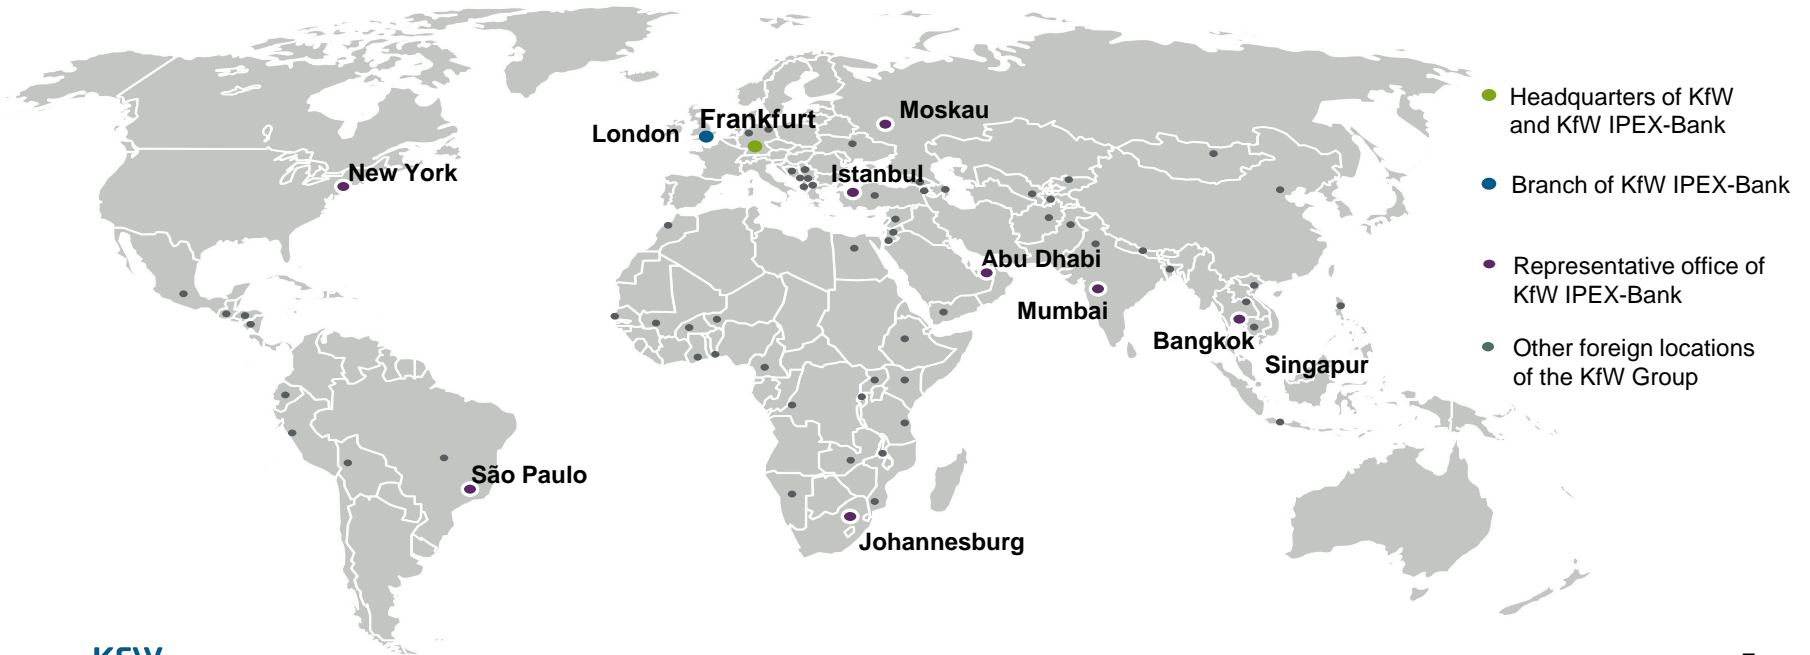 Frankfurt
Moskau
London
New York
Istanbul
Abu Dhabi
Mumbai
Bangkok
Singapur
São Paulo
Johannesburg
Headquarters of KfW
and KfW IPEX-Bank
Branch of KfW IPEX-Bank
Representative office of
KfW IPEX-Bank
Other foreign locations
of the KfW Group
KfW